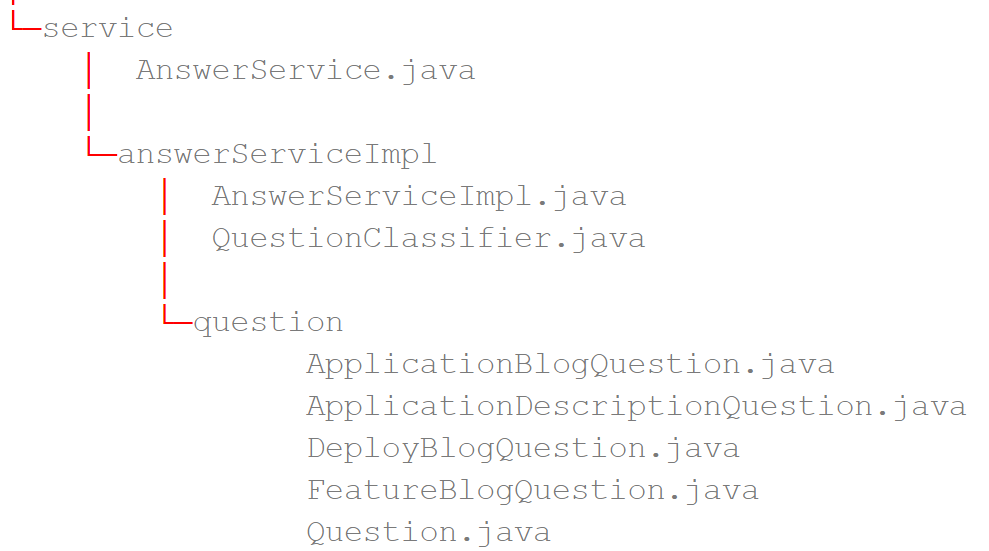 service
AnswerService.java
answerServiceImpl
AnswerServiceImpl.java
QuestionClassifier.java
question
ApplicationBlogQuestion.java
ApplicationDescriptionQuestion.java
DeployBlogQuestion.java
FeatureBlogQuestion.java
Question.java